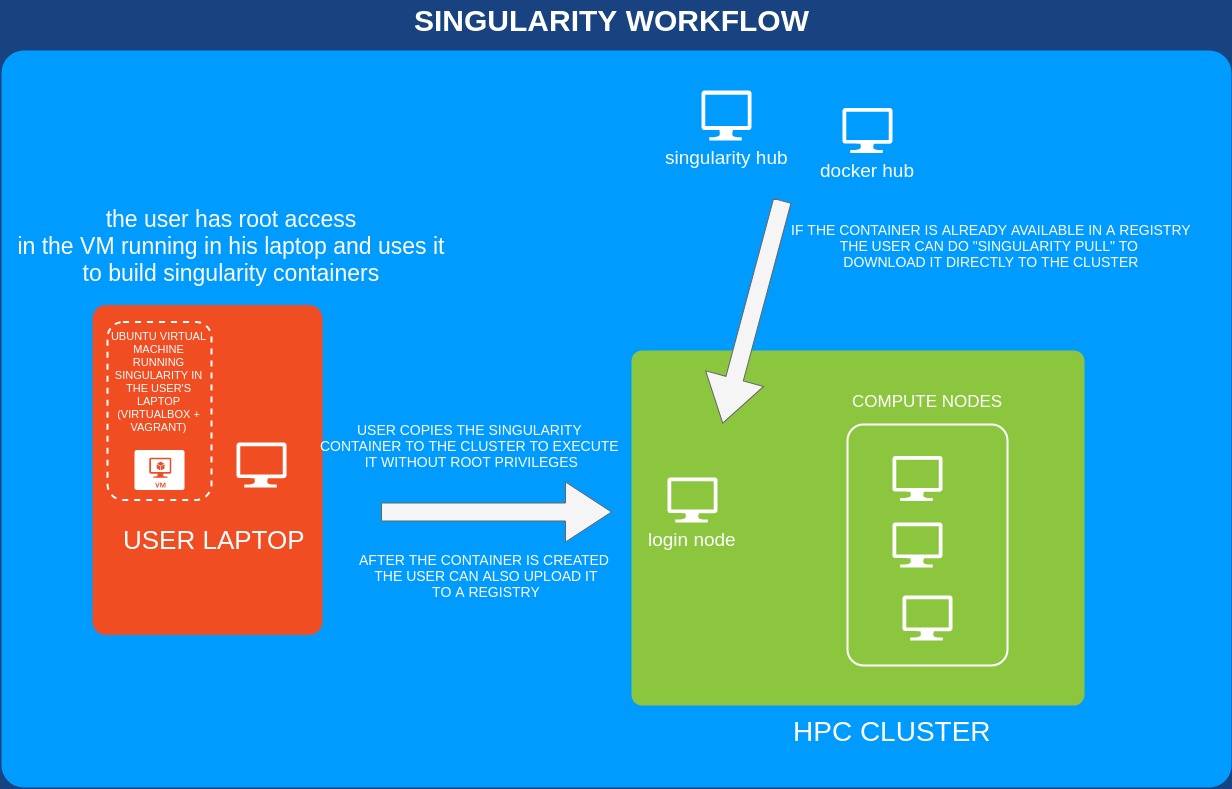 SINGULARITY WORKFLOW
singularity hub
docker hub
the user has root access
in the VM running in his laptop and uses it
to build singularity containers
IF THE CONTAINER IS ALREADY AVAILABLE IN A REGISTRY
THE USER CAN DO "SINGULARITY PULL" TO
DOWNLOAD IT DIRECTLY TO THE CLUSTER
UBUNTU VIRTUAL
MACHINE
RUNNING
SINGULARITY IN
THE USER'S
LAPTOP
(VIRTUALBOX +
VAGRANT)
VM
USER LAPTOP
USER COPIES THE SINGULARITY
CONTAINER TO THE CLUSTER TO EXECUTE
IT WITHOUT ROOT PRIVILEGES
AFTER THE CONTAINER IS CREATED
THE USER CAN ALSO UPLOAD IT
TO A REGISTRY
COMPUTE NODES
login node
HPC CLUSTER